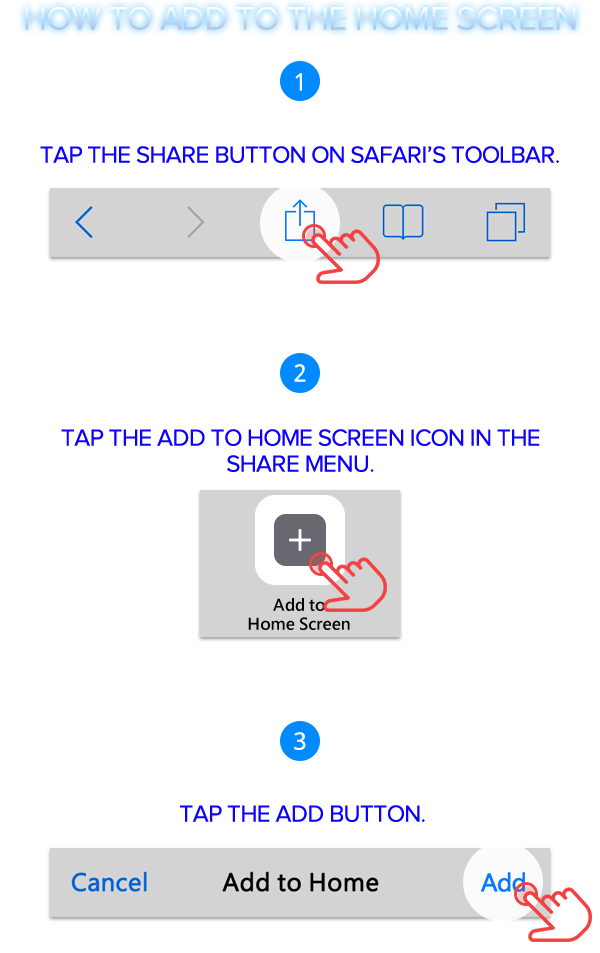 HOW TO ADD TO THE HOME SCREEN
1
TAP THE SHARE BUTTON ON SAFARI'S TOOLBAR.
2
TAP THE ADD TO HOME SCREEN ICON IN THE
SHARE MENU.
Add to
Home Screen
3
TAP THE ADD BUTTON.
Cancel Add to Home Add